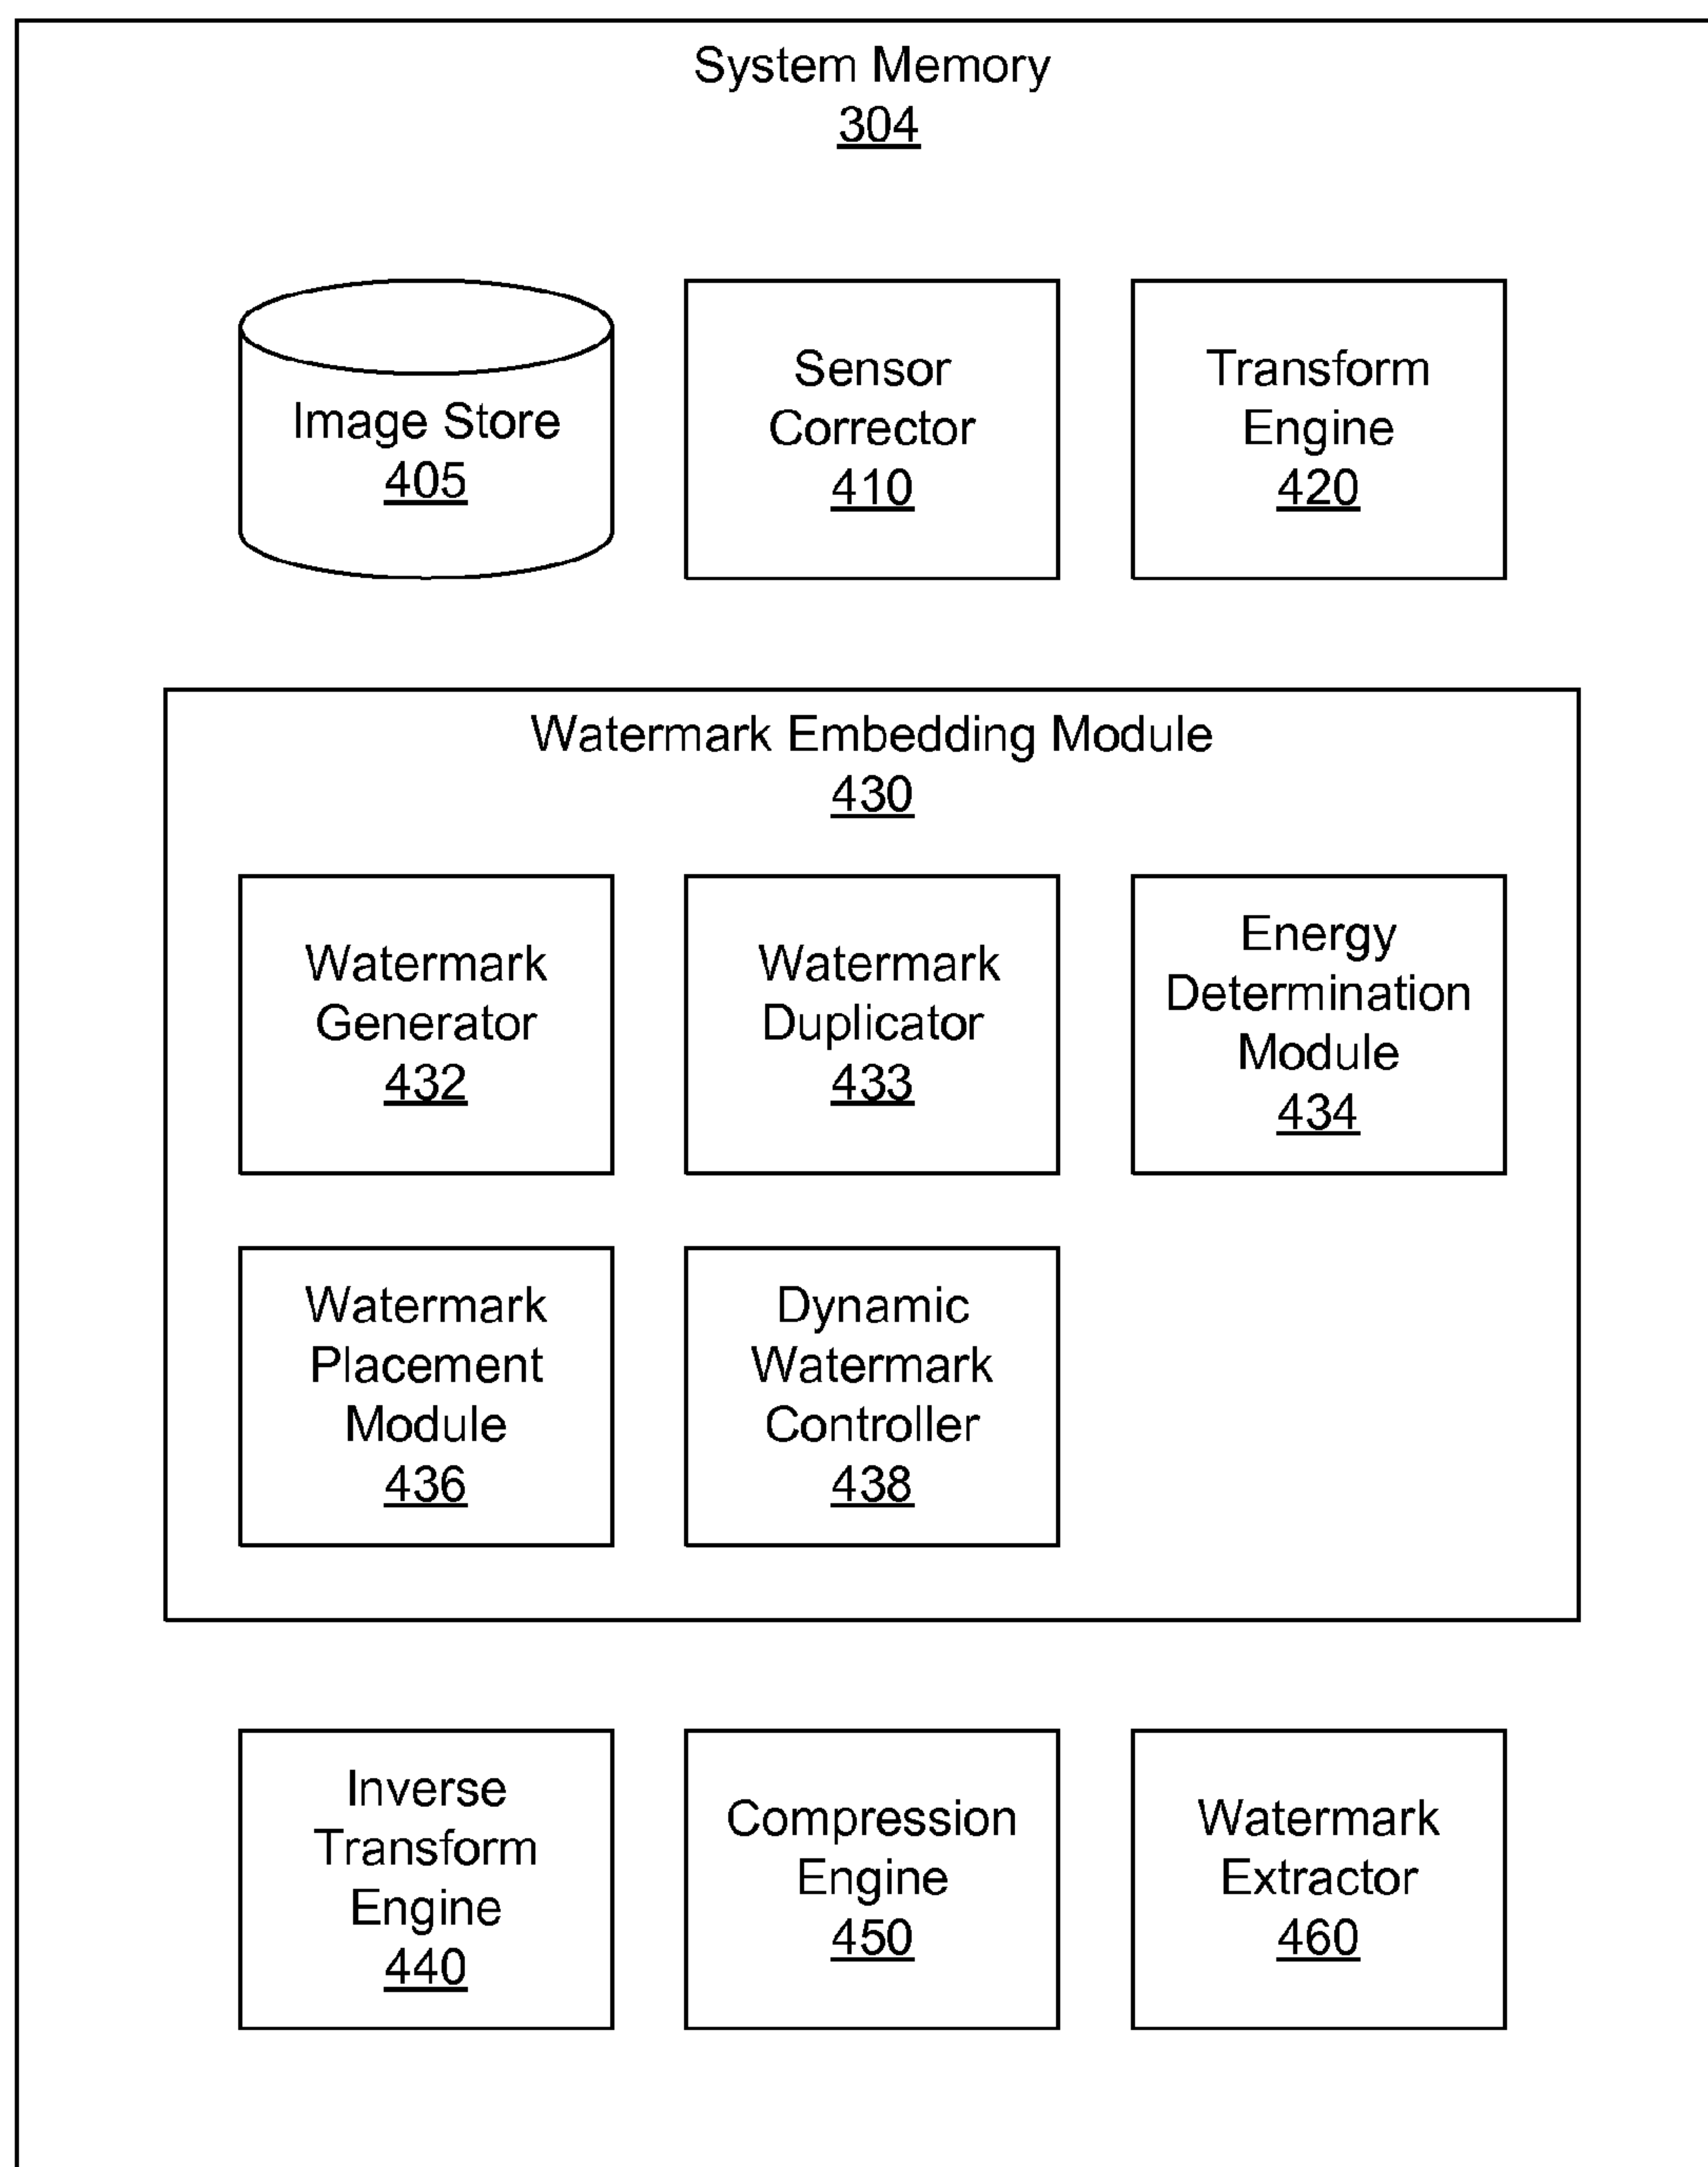 System Memory
304
Image Store
405
Sensor
Corrector
410
Transform
Engine
420
Watermark Embedding Module
430
Watermark
Generator
432
Watermark
Duplicator
433
Energy
Determination
Module
434
Watermark
Placement
Module
436
Dynamic
Watermark
Controller
438
Inverse
Transform
Engine
440
Compression
Engine
450
Watermark
Extractor
460